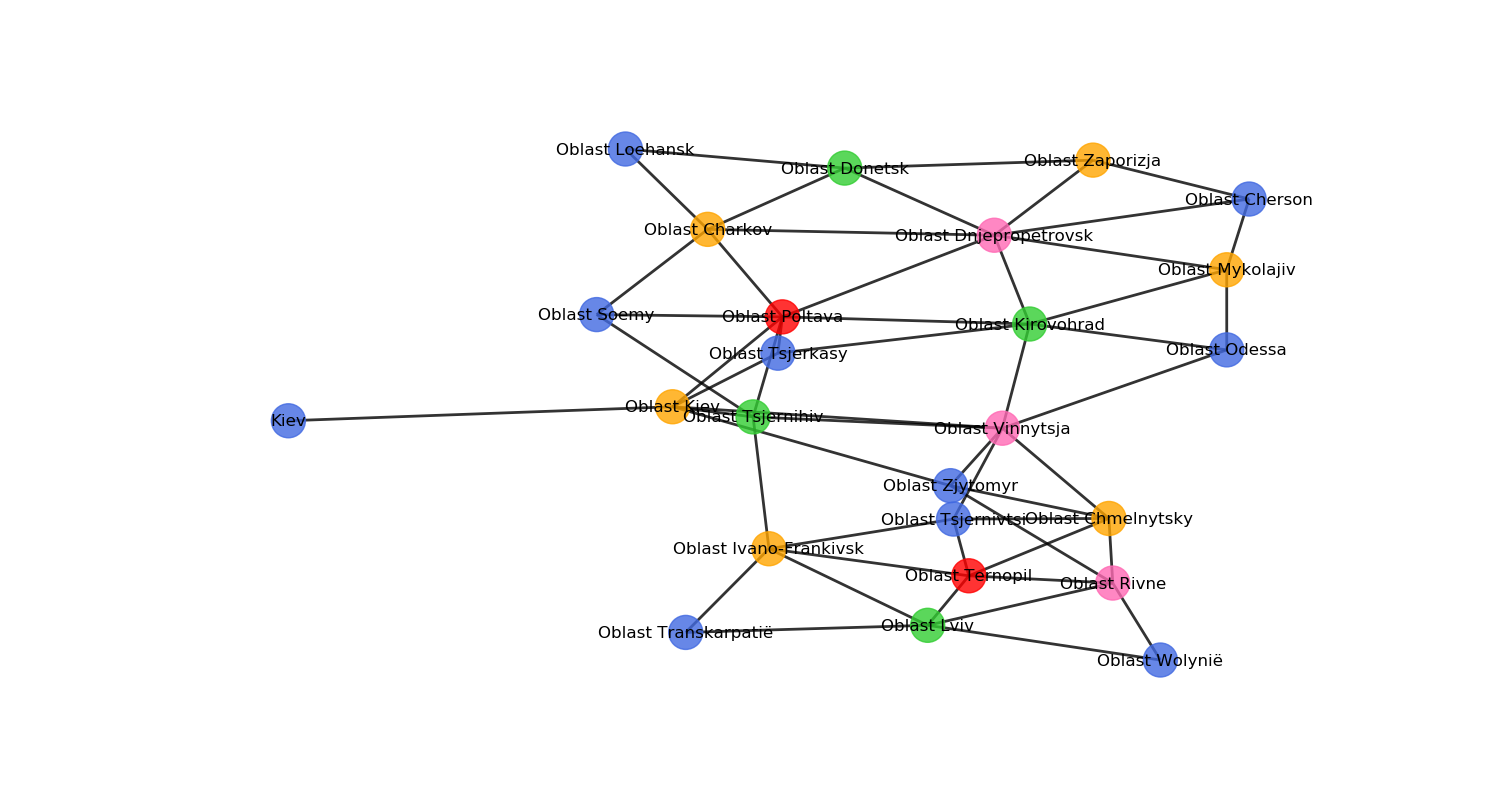 Oblast Loehansk
Oblast Donetsk
Oblast Zaporizja
Oblast Cherson
Oblast Charkov
Oblast Dnjepropetrovsk
Oblast Mykolajiv
Oblast Soemy
Oblast Poltava
Oblast Kirovohrad
Oblast Tsjerkasy
Oblast Odessa
Oblast Kiev
Oblast Tsjernihiv
Kiev
Oblast Vinnytsja
Oblast Zjytomyr
Oblast Tsjernivtsi
Oblast Chmelnytsky
Oblast Ivano-Frankivsk
Oblast Ternopil
Oblast Rivne
Oblast Lviv
Oblast Transkarpatië
Oblast Wolynië